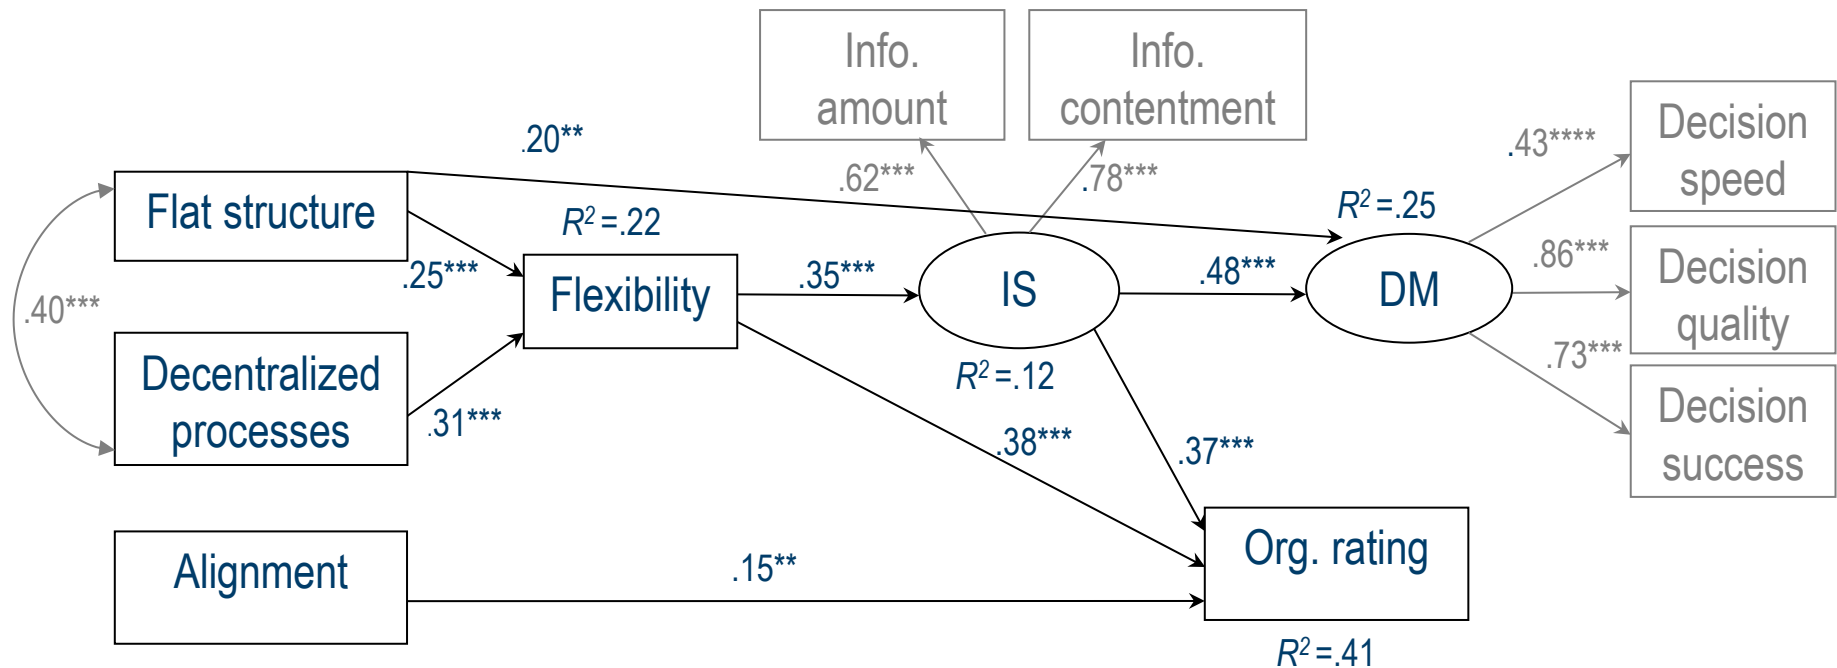 Info.
amount
Info.
contentment
Decision
speed
.20**
.43****
.62***
.78***
Flat structure
R² =.22
R² =.25
.25***
Flexibility
.35***
IS
.48***
DM
.86***
Decision
quality
.40***
Decentralized
processes
.31***
R² =.12
.73***
.38***
.37***
Decision
success
Alignment
.15**
Org. rating
R² =.41